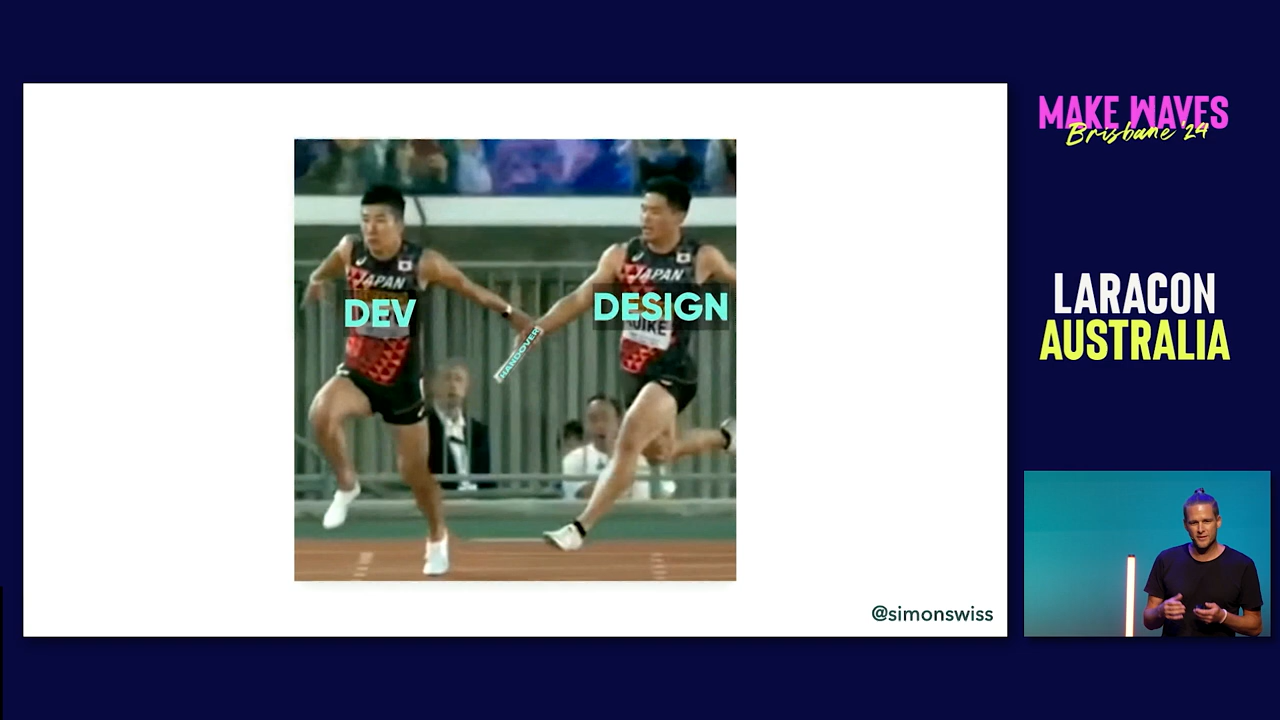 MAKE WAVES
Brisbane '24
JAPAN
JAPAN
DEV
DESIGN
HANDOVER
LARACON
AUSTRALIA
@simonswiss